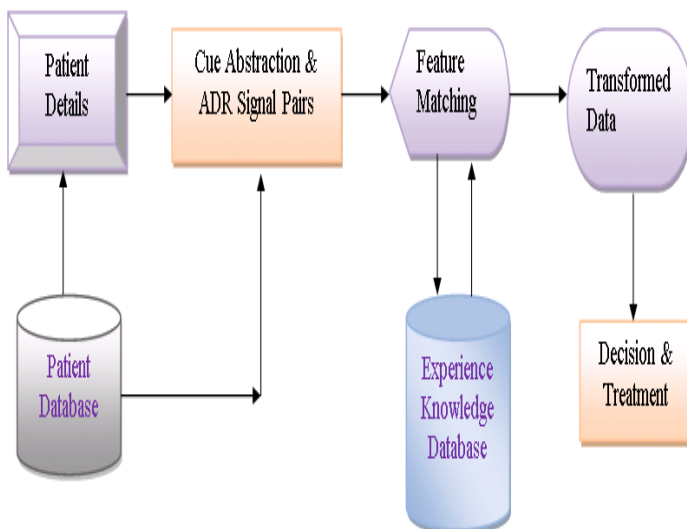 Patient
Details
Cue Abstraction &
ADR Signal Pairs
Feature
Matching
Transformed
Data
Patient
Database
Experience
Knowledge
Database
Decision &
Treatment